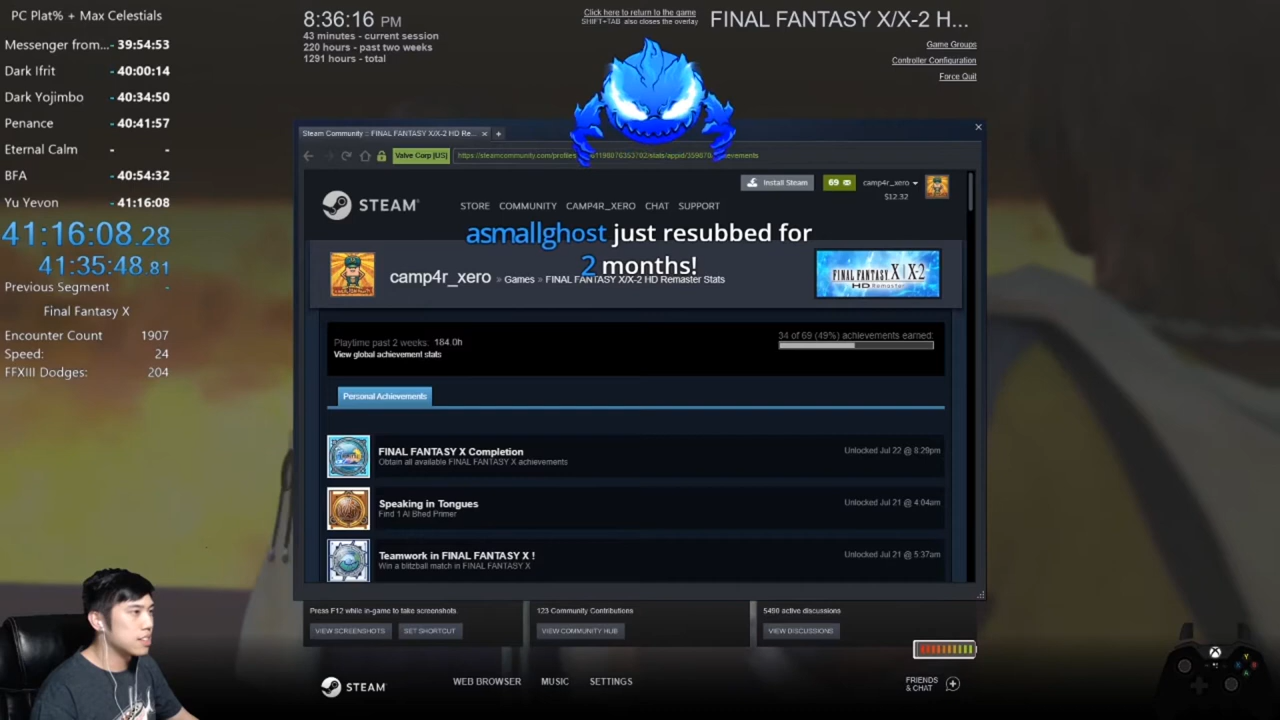 PC Plat% + Max Celestials
Messenger from... - 39:54:53
Dark Ifrit - 40:00:14
Dark Yojimbo - 40:34:50
Penance - 40:41:57
Eternal Calm - -
BFA - 40:54:32
Yu Yevon - 41:16:08
41:16:08.28
41:35:48.81
Previous Segment -
Final Fantasy X
Encounter Count 1907
Speed: 24
FFXIII Dodges: 204
8:36:16 PM
43 minutes - current session
220 hours - past two weeks
1291 hours - total
Click here to return to the game
SHIFT+TAB also closes the overlay
FINAL FANTASY X/X-2 H...
Game Groups
Controller Configuration
Force Quit
Steam Community :: FINAL FANTASY X/X-2 HD Re...
Valve Corp [US]
https://steamcommunity.com/profiles
Install Steam
69
camp4r_xero
$12.32
STEAM
STORE COMMUNITY CAMP4R_XERO CHAT SUPPORT
asmallghost just resubbed for
2 months!
camp4r_xero » Games » FINAL FANTASY X/X-2 HD Remaster Stats
FINAL FANTASY X|X-2
HD Remaster
Playtime past 2 weeks: 184.0h
View global achievement stats
34 of 69 (49%) achievements earned:
Personal Achievements
FINAL FANTASY X Completion
Obtain all available FINAL FANTASY X achievements
Unlocked Jul 22 @ 8:29pm
Speaking in Tongues
Find 1 Al Bhed Primer
Unlocked Jul 21 @ 4:04am
Teamwork in FINAL FANTASY X !
Win a blitzball match in FINAL FANTASY X
Unlocked Jul 21 @ 5:37am
Press F12 while in-game to take screenshots.
VIEW SCREENSHOTS SET SHORTCUT
123 Community Contributions
VIEW COMMUNITY HUB
5490 active discussions
VIEW DISCUSSIONS
STEAM
WEB BROWSER MUSIC SETTINGS
FRIENDS
& CHAT